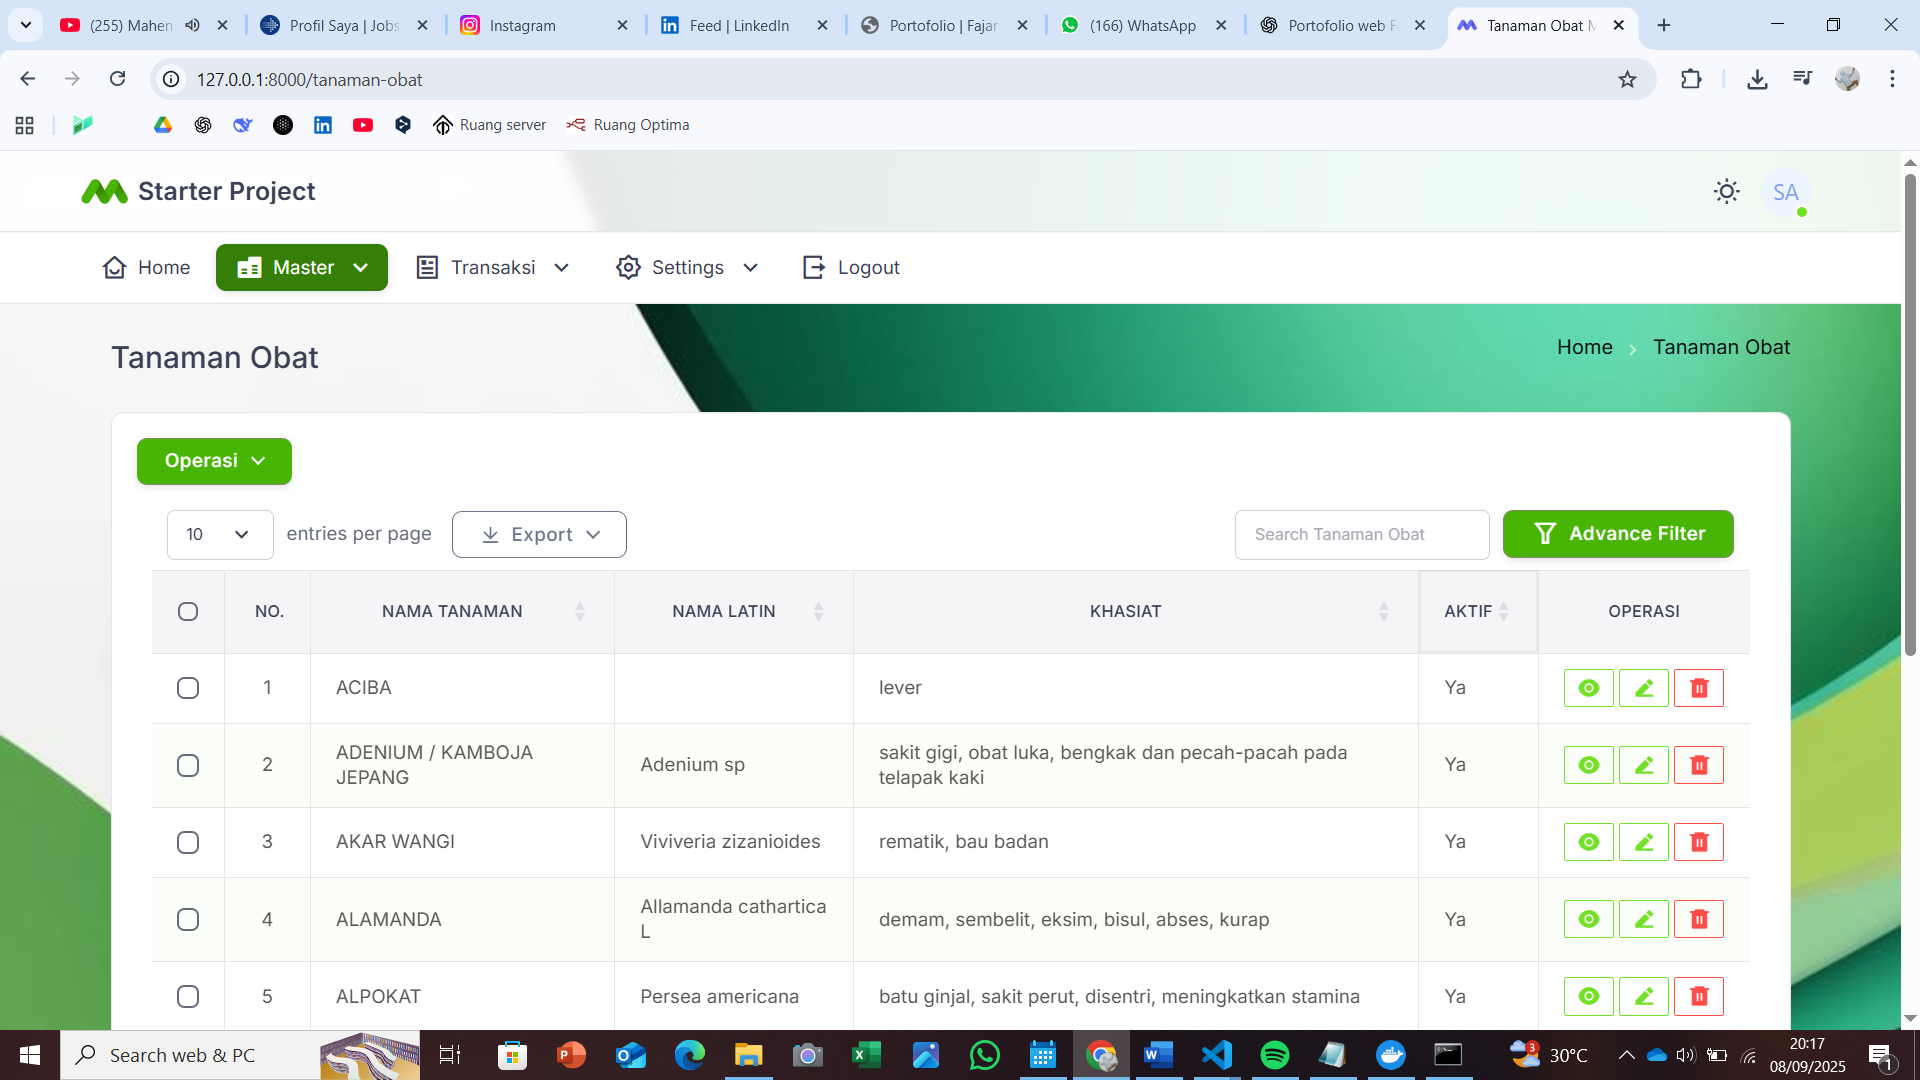 (255) Mahen
Profil Saya | Jobs
Instagram
Feed | LinkedIn
Portofolio | Fajar
(166) WhatsApp
Portofolio web F
Tanaman Obat M
127.0.0.1:8000/tanaman-obat
Ruang server
Ruang Optima
Starter Project
SA
Home
Master
Transaksi
Settings
Logout
Tanaman Obat
Home
Tanaman Obat
Operasi
10
entries per page
Export
Search Tanaman Obat
Advance Filter
NO. NAMA TANAMAN NAMA LATIN KHASIAT AKTIF OPERASI
1 ACIBA lever Ya
2 ADENIUM / KAMBOJA JEPANG Adenium sp sakit gigi, obat luka, bengkak dan pecah-pacah pada telapak kaki Ya
3 AKAR WANGI Viviveria zizanioides rematik, bau badan Ya
4 ALAMANDA Allamanda cathartica L demam, sembelit, eksim, bisul, abses, kurap Ya
5 ALPOKAT Persea americana batu ginjal, sakit perut, disentri, meningkatkan stamina Ya
Search web & PC
3
30°C
20:17
08/09/2025
1